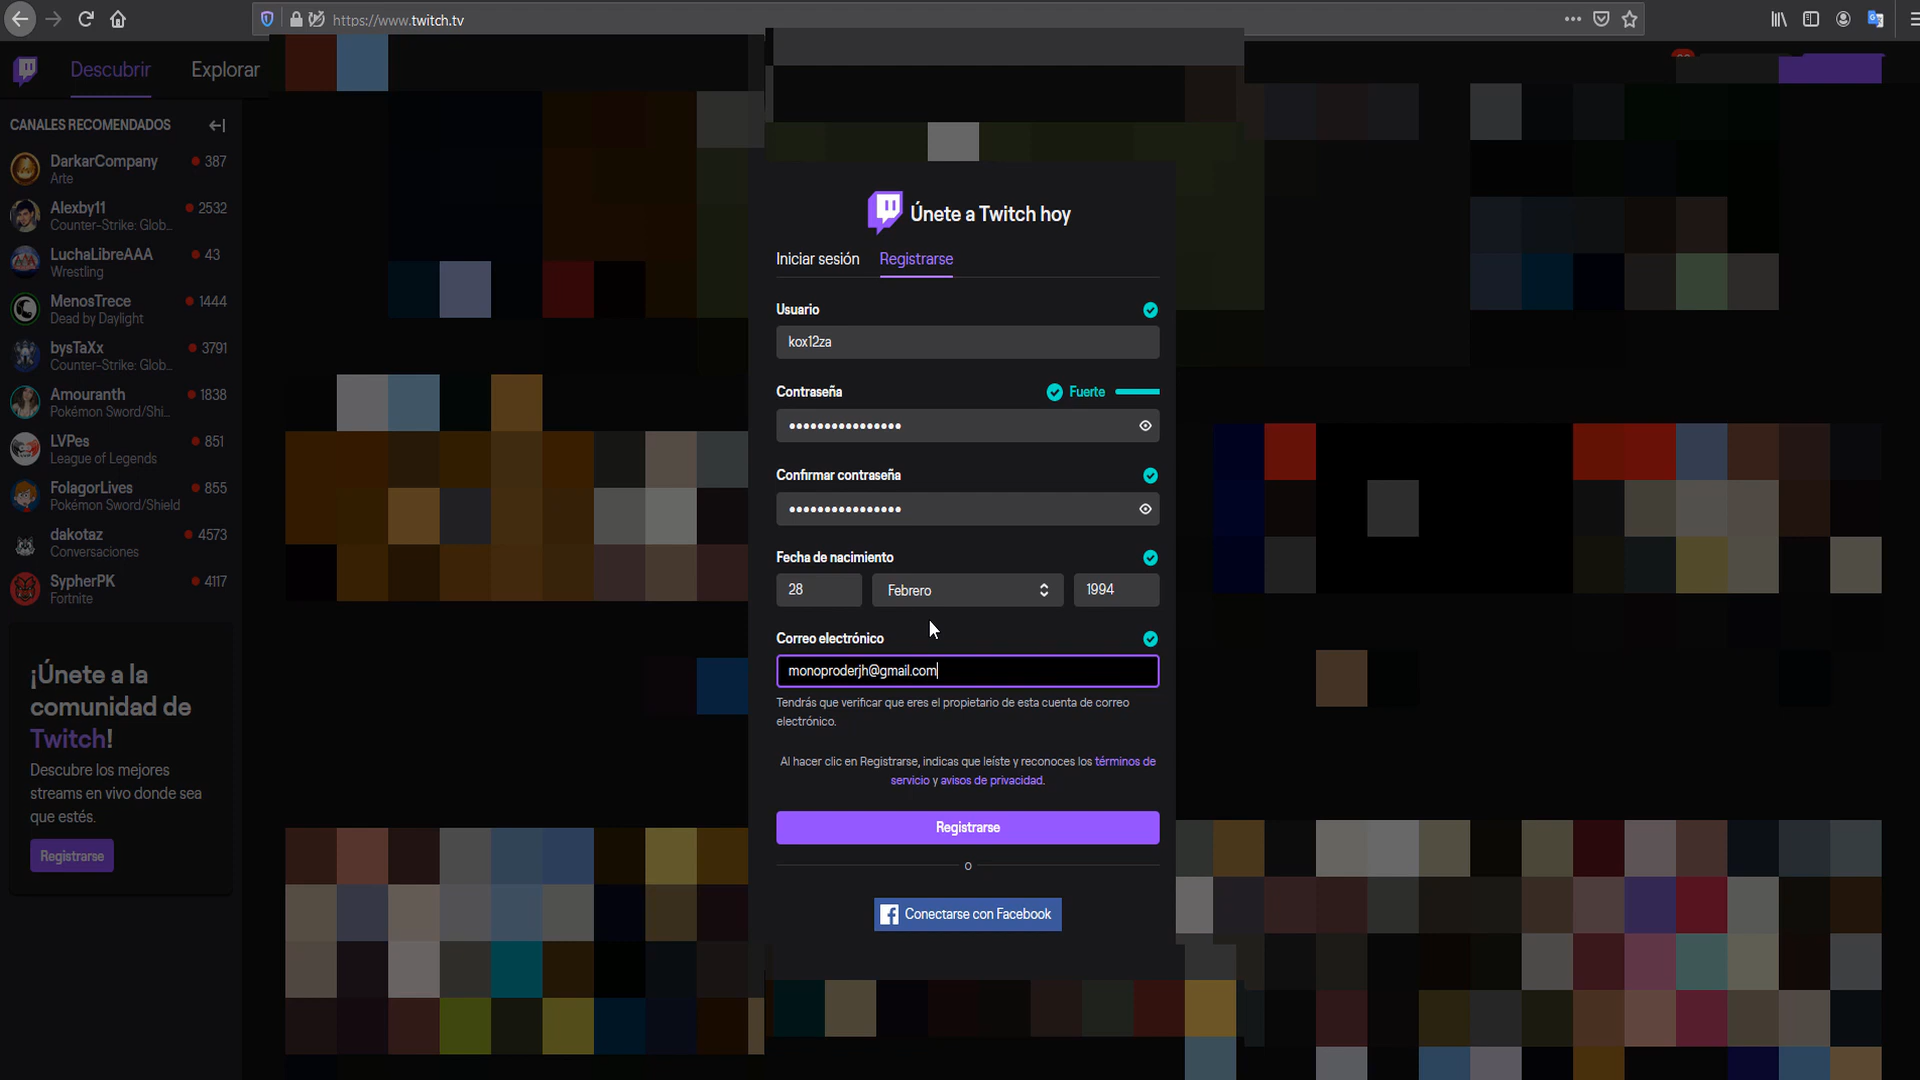 https://www.twitch.tv
Descubrir
Explorar
CANALES RECOMENDADOS
DarkarCompany
387
Arte
Alexby11
2532
Counter-Strike: Glob...
LuchaLibreAAA
43
Wrestling
MenosTrece
1444
Dead by Daylight
bysTaXx
3791
Counter-Strike: Glob...
Amouranth
1838
Pokémon Sword/Shi...
LVPes
851
League of Legends
FolagorLives
855
Pokémon Sword/Shield
dakotaz
4573
Conversaciones
SypherPK
4117
Fortnite
¡Únete a la
comunidad de
Twitch!
Descubre los mejores
streams en vivo donde sea
que estés.
Registrarse
Únete a Twitch hoy
Iniciar sesión
Registrarse
Usuario
kox12za
Contraseña
Fuerte
••••••••••••••••
Confirmar contraseña
••••••••••••••••
Fecha de nacimiento
28
Febrero
1994
Correo electrónico
monoproderjh@gmail.com
Tendrás que verificar que eres el propietario de esta cuenta de correo
electrónico.
Al hacer clic en Registrarse, indicas que leíste y reconoces los términos de
servicio y avisos de privacidad.
Registrarse
o
Conectarse con Facebook